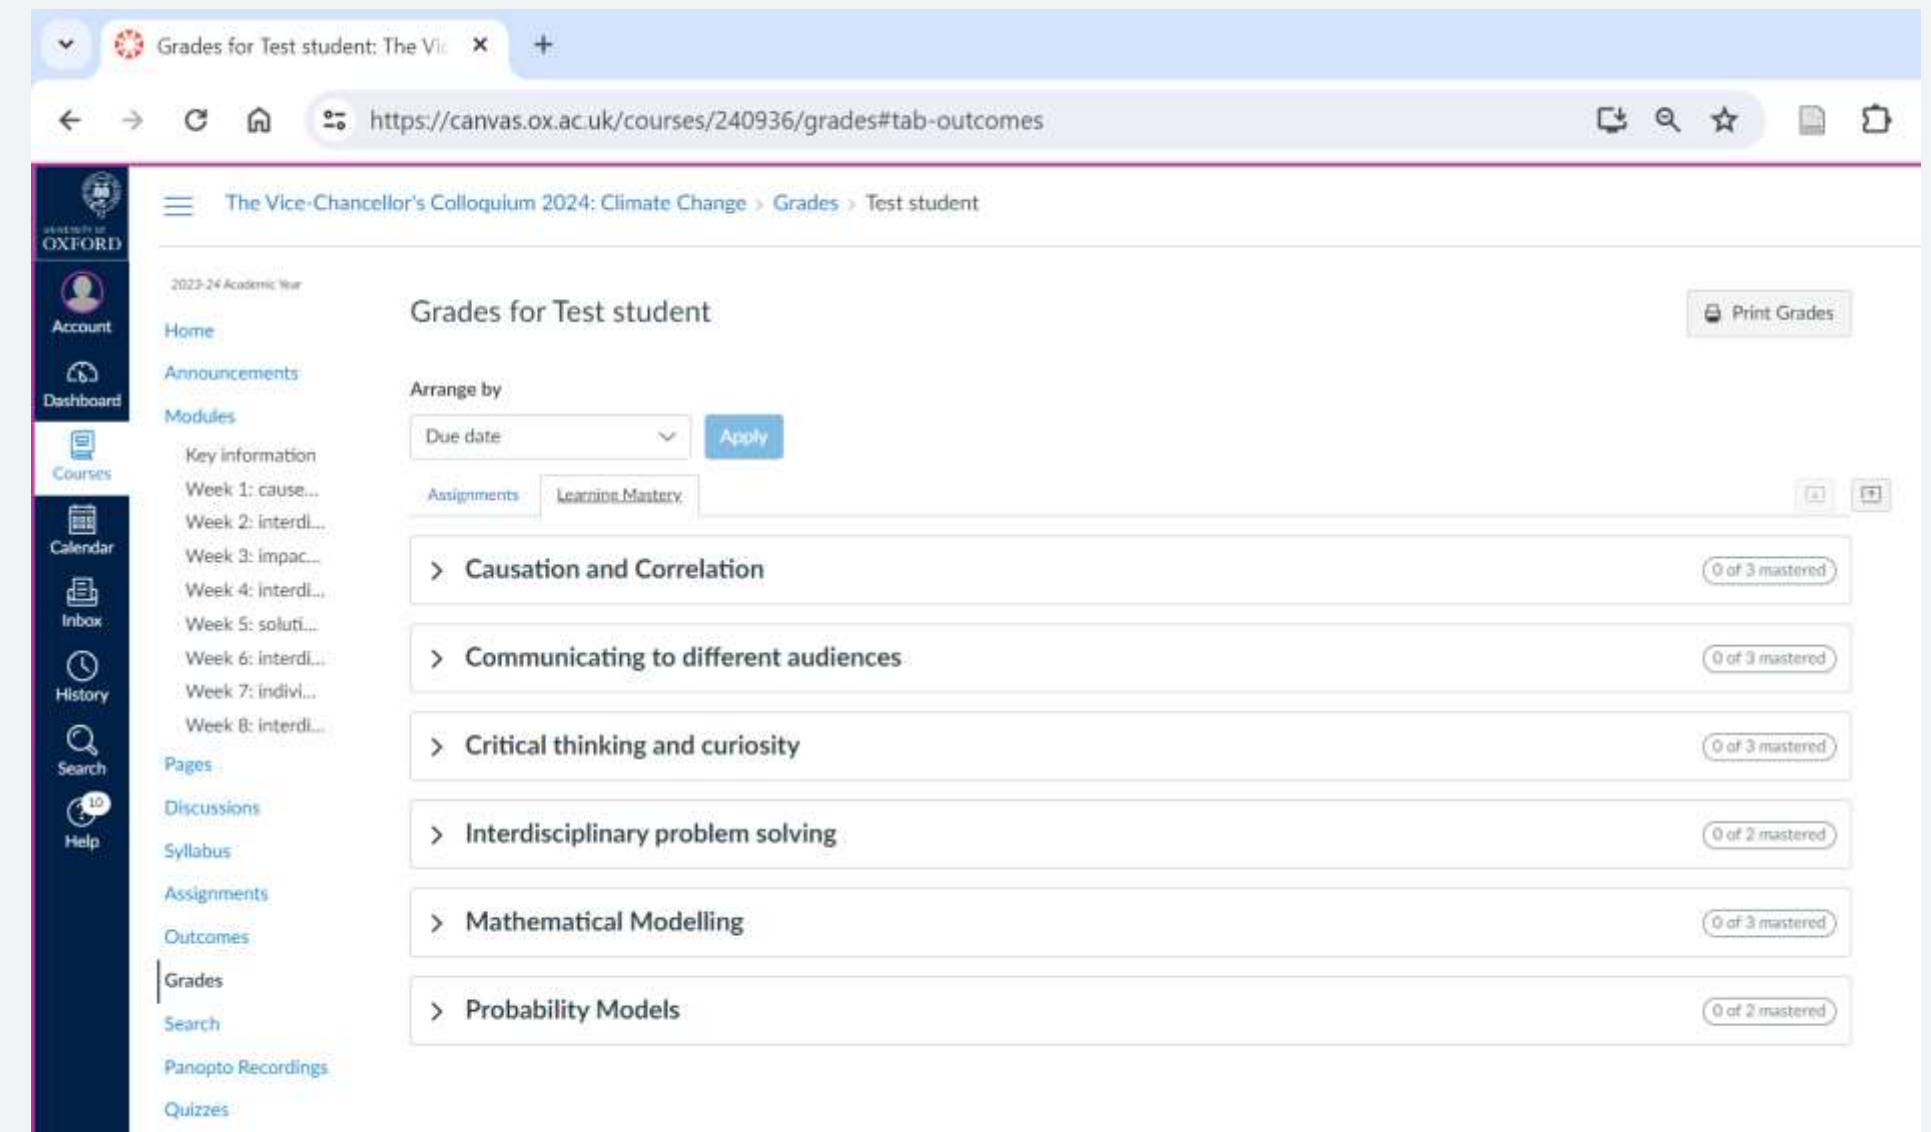 Grades for Test student: The Vic
https://canvas.ox.ac.uk/courses/240936/grades#tab-outcomes
UNIVERSITY OF
OXFORD
Account
Dashboard
Courses
Calendar
Inbox
History
Search
10
Help
The Vice-Chancellor's Colloquium 2024: Climate Change > Grades > Test student
2023-24 Academic Year
Home
Announcements
Modules
Key information
Week 1: cause...
Week 2: interdi...
Week 3: impac...
Week 4: interdi...
Week 5: soluti...
Week 6: interdi...
Week 7: indivi...
Week 8: interdi...
Pages
Discussions
Syllabus
Assignments
Outcomes
Grades
Search
Panopto Recordings
Quizzes
Grades for Test student
Print Grades
Arrange by
Due date
Apply
Assignments Learning Mastery
Causation and Correlation 0 of 3 mastered
Communicating to different audiences 0 of 3 mastered
Critical thinking and curiosity 0 of 3 mastered
Interdisciplinary problem solving 0 of 2 mastered
Mathematical Modelling 0 of 3 mastered
Probability Models 0 of 2 mastered